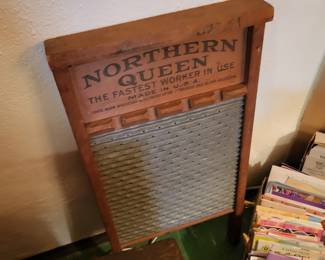 NORTHERN
QUEEN
THE FASTEST WORKER IN USE
MADE IN U.S.A.